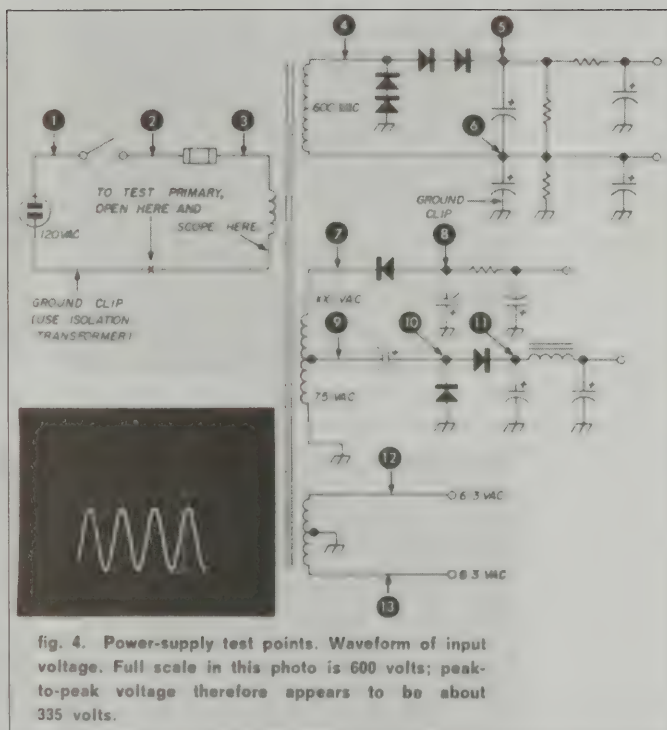 4
5
600 VAC
1
2
3
6
TO TEST PRIMARY,
OPEN HERE AND
SCOPE HERE
GROUND
CLIP
120VAC
7
8
GROUND CLIP
(USE ISOLATION
TRANSFORMER)
VAC
9
10
11
75 VAC
12
6.3 VAC
6.3 VAC
13
fig. 4. Power-supply test points. Waveform of input
voltage. Full scale in this photo is 600 volts; peak-
to-peak voltage therefore appears to be about
335 volts.